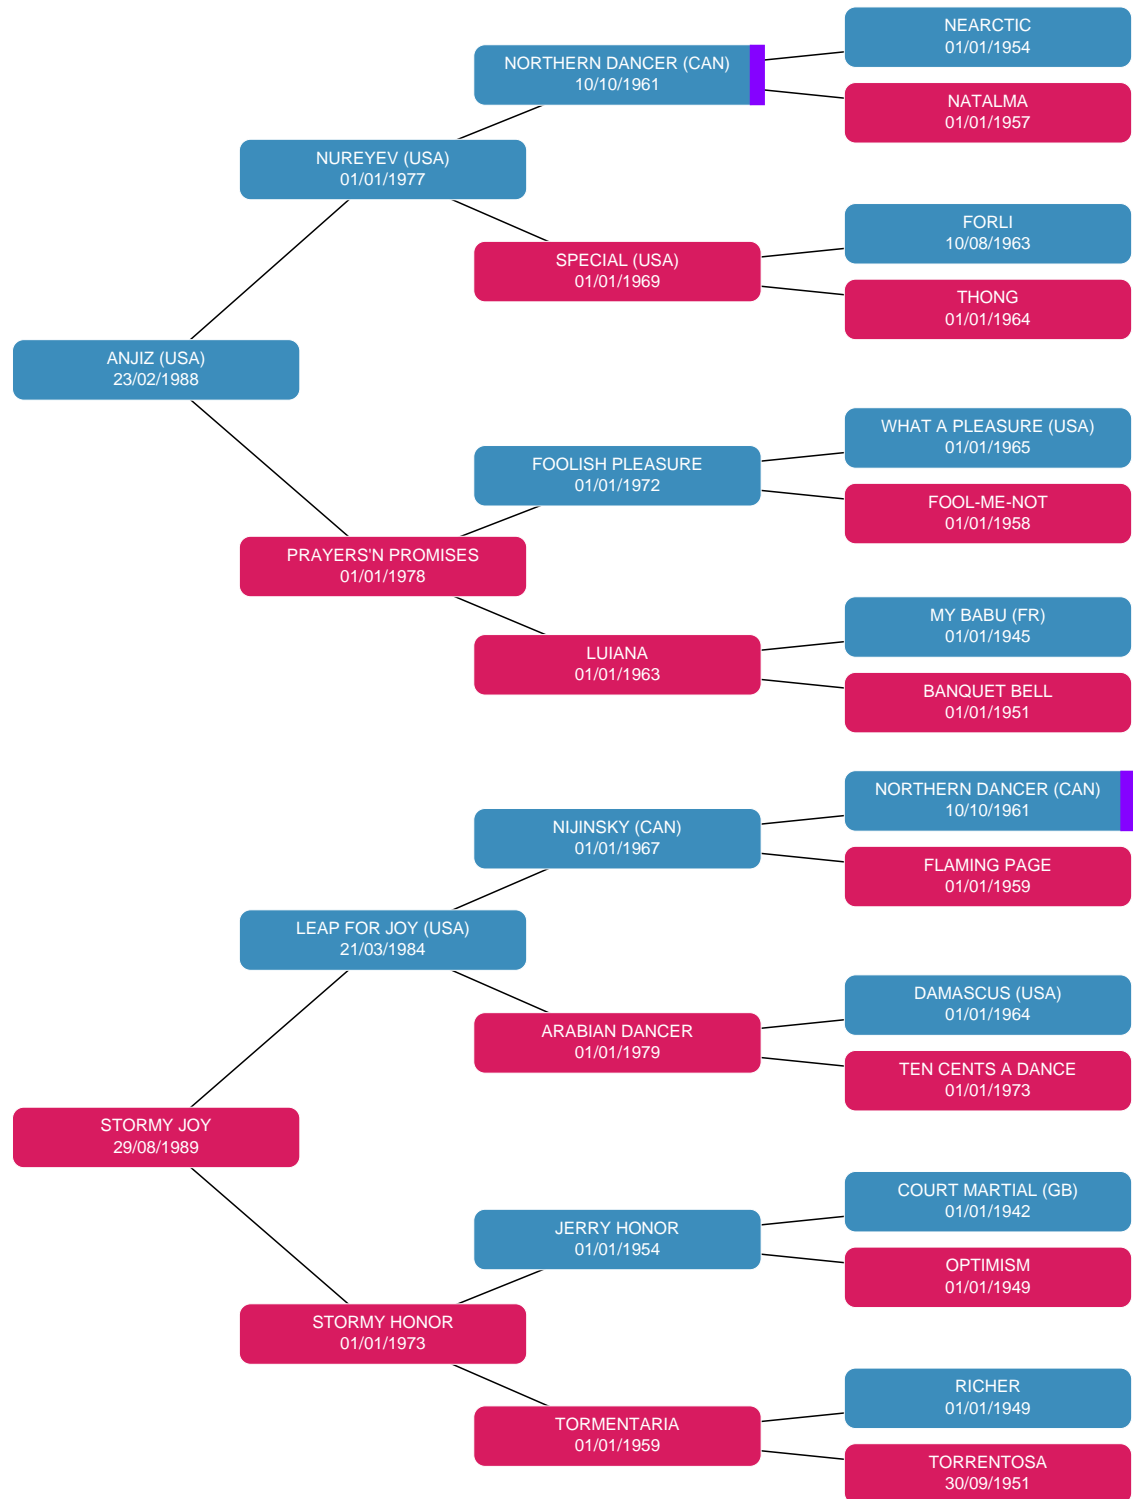 NEARCTIC
01/01/1954
NORTHERN DANCER (CAN)
10/10/1961
NATALMA
01/01/1957
NUREYEV (USA)
01/01/1977
FORLI
10/08/1963
SPECIAL (USA)
01/01/1969
THONG
01/01/1964
ANJIZ (USA)
23/02/1988
WHAT A PLEASURE (USA)
01/01/1965
FOOLISH PLEASURE
01/01/1972
FOOL-ME-NOT
01/01/1958
PRAYERS'N PROMISES
01/01/1978
MY BABU (FR)
01/01/1945
LUIANA
01/01/1963
BANQUET BELL
01/01/1951
NORTHERN DANCER (CAN)
10/10/1961
NIJINSKY (CAN)
01/01/1967
FLAMING PAGE
01/01/1959
LEAP FOR JOY (USA)
21/03/1984
DAMASCUS (USA)
01/01/1964
ARABIAN DANCER
01/01/1979
TEN CENTS A DANCE
01/01/1973
STORMY JOY
29/08/1989
COURT MARTIAL (GB)
01/01/1942
JERRY HONOR
01/01/1954
OPTIMISM
01/01/1949
STORMY HONOR
01/01/1973
RICHER
01/01/1949
TORMENTARIA
01/01/1959
TORRENTOSA
30/09/1951